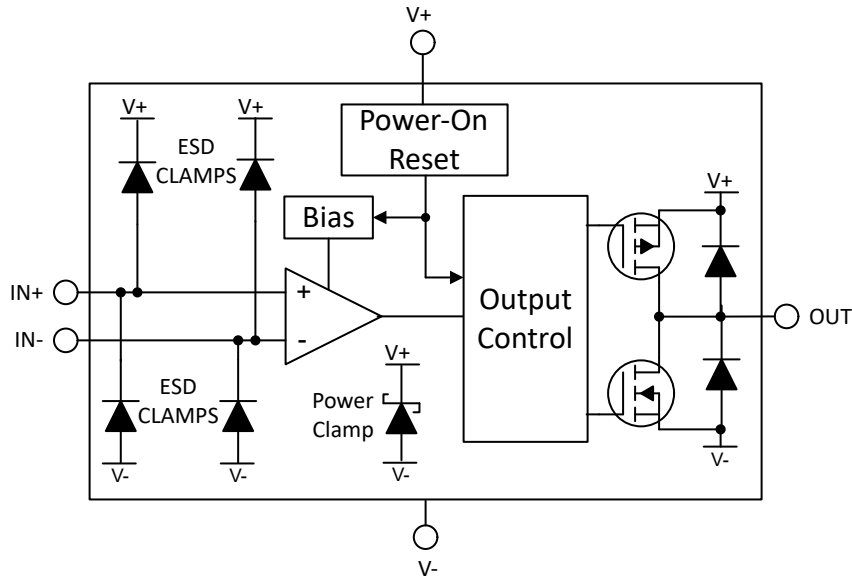 V+
V+
V+
ESD
CLAMPS
Power-On
Reset
V+
Bias
IN+
+
IN-
-
Output
Control
OUT
V+
ESD
CLAMPS
Power
Clamp
V-
V-
V-
V-
V-